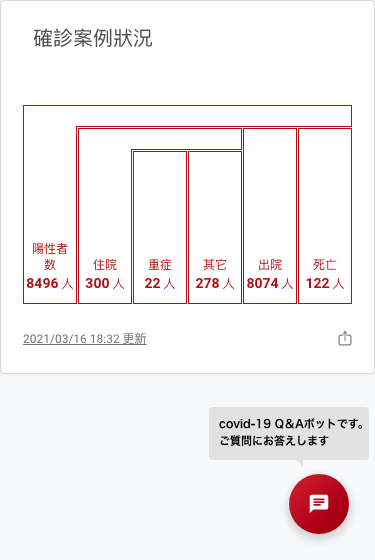 確診案例狀況
陽性者
数
8496 人
住院
300 人
重症
22 人
其它
278 人
出院
8074 人
死亡
122 人
2021/03/16 18:32 更新
covid-19 Q＆Aボットです。
ご質問にお答えします